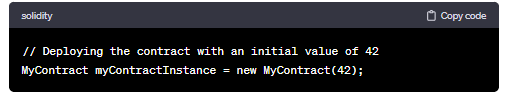 solidity
Copy code
// Deploying the contract with an initial value of 42
MyContract myContractInstance = new MyContract(42);